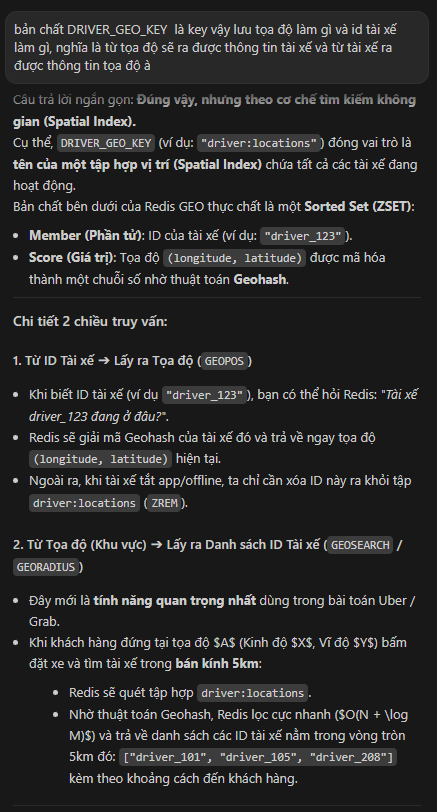 bản chất DRIVER_GEO_KEY  là key vậy lưu tọa độ làm gì và id tài xế
làm gì, nghĩa là từ tọa độ sẽ ra được thông tin tài xế và từ tài xế ra
được thông tin tọa độ à
Câu trả lời ngắn gọn: Đúng vậy, nhưng theo cơ chế tìm kiếm không
gian (Spatial Index).
Cụ thể, DRIVER_GEO_KEY (ví dụ: "driver:locations") đóng vai trò là
tên của một tập hợp vị trí (Spatial Index) chứa tất cả các tài xế đang
hoạt động.
Bản chất bên dưới của Redis GEO thực chất là một Sorted Set (ZSET):
• Member (Phần tử): ID của tài xế (ví dụ: "driver_123").
• Score (Giá trị): Tọa độ (longitude, latitude) được mã hóa
thành một chuỗi số nhờ thuật toán Geohash.
Chi tiết 2 chiều truy vấn:
1. Từ ID Tài xế ➔ Lấy ra Tọa độ (GEOPOS)
• Khi biết ID tài xế (ví dụ "driver_123"), bạn có thể hỏi Redis: "Tài xế
driver_123 đang ở đâu?".
• Redis sẽ giải mã Geohash của tài xế đó và trả về ngay tọa độ
(longitude, latitude) hiện tại.
• Ngoài ra, khi tài xế tắt app/offline, ta chỉ cần xóa ID này ra khỏi tập
driver:locations (ZREM).
2. Từ Tọa độ (Khu vực) ➔ Lấy ra Danh sách ID Tài xế (GEOSEARCH /
GEORADIUS)
• Đây mới là tính năng quan trọng nhất dùng trong bài toán Uber /
Grab.
• Khi khách hàng đứng tại tọa độ $A$ (Kinh độ $X$, Vĩ độ $Y$) bấm
đặt xe và tìm tài xế trong bán kính 5km:
• Redis sẽ quét tập hợp driver:locations.
• Nhờ thuật toán Geohash, Redis lọc cực nhanh ($O(N + \log
M)$) và trả về danh sách các ID tài xế nằm trong vòng tròn
5km đó: ["driver_101", "driver_105", "driver_208"]
kèm theo khoảng cách đến khách hàng.